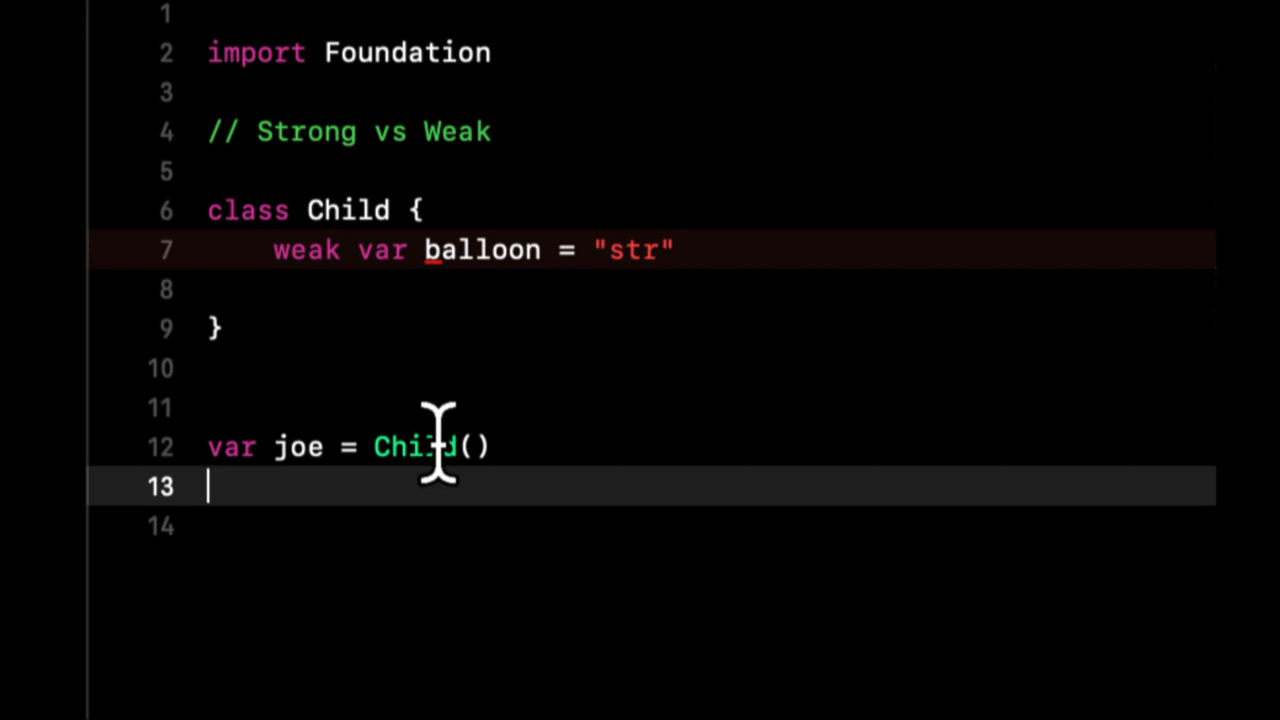 1
2 import Foundation
3
4 // Strong vs Weak
5
6 class Child {
7 weak var balloon = "str"
8
9 }
10
11
12 var joe = Child()
13
14